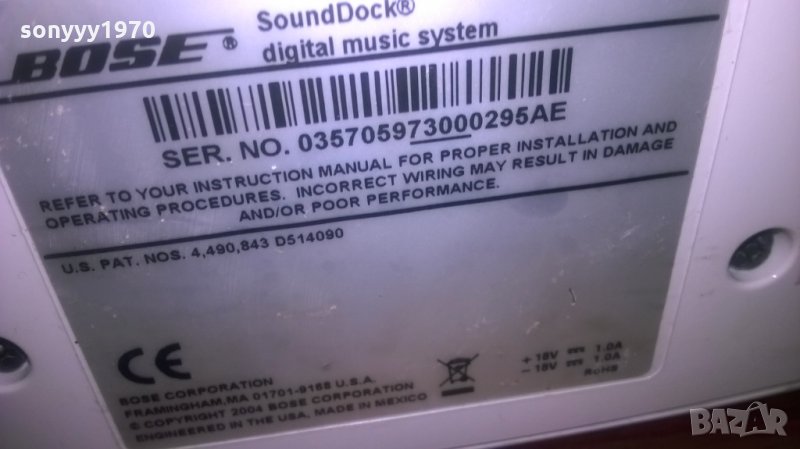 sonyyy1970
BOSE®
SoundDock®
digital music system
SER. NO. 035705973000295AE
REFER TO YOUR INSTRUCTION MANUAL FOR PROPER INSTALLATION AND
OPERATING PROCEDURES. INCORRECT WIRING MAY RESULT IN DAMAGE
AND/OR POOR PERFORMANCE.
U.S. PAT. NOS. 4,490,843 D514090
CE
BOSE CORPORATION
FRAMINGHAM, MA 01701-9168 U.S.A.
© COPYRIGHT 2004 BOSE CORPORATION
ENGINEERED IN THE USA, MADE IN MEXICO
+18V 1.0A
-18V 1.0A
RoHS
BAZAR